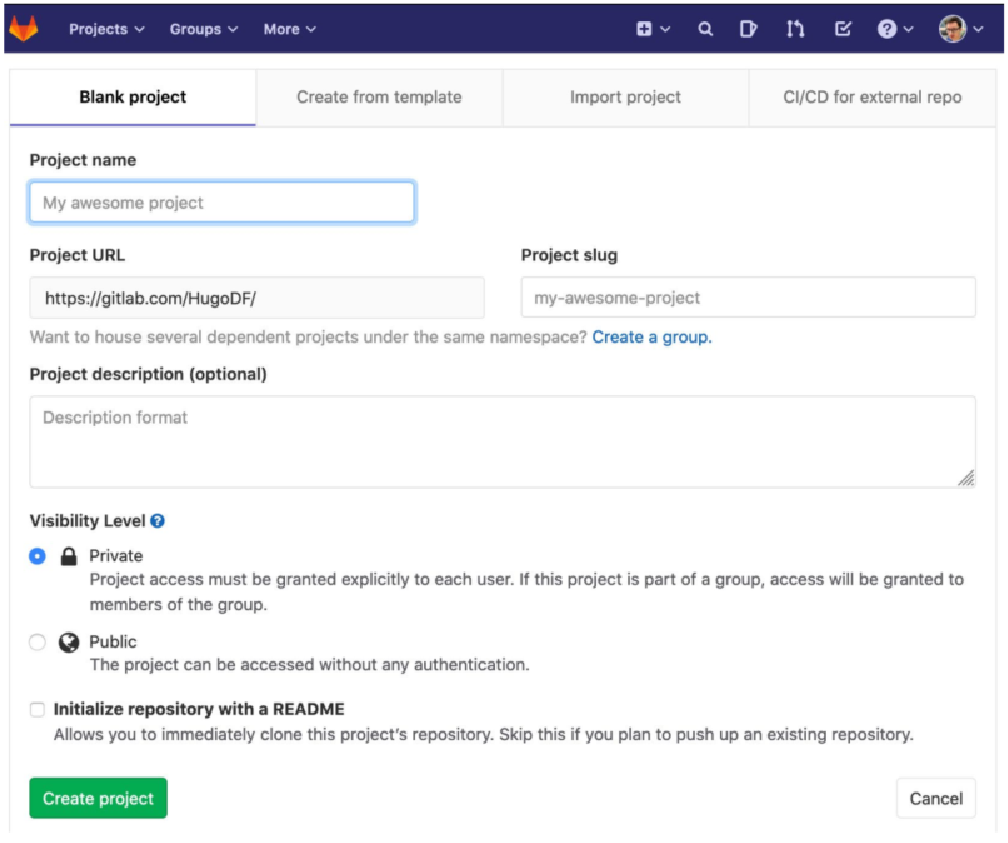 Projects Groups More
Blank project Create from template Import project CI/CD for external repo
Project name
My awesome project
Project URL Project slug
https://gitlab.com/HugoDF/ my-awesome-project
Want to house several dependent projects under the same namespace? Create a group.
Project description (optional)
Description format
Visibility Level
Private
Project access must be granted explicitly to each user. If this project is part of a group, access will be granted to
members of the group.
Public
The project can be accessed without any authentication.
Initialize repository with a README
Allows you to immediately clone this project's repository. Skip this if you plan to push up an existing repository.
Create project Cancel